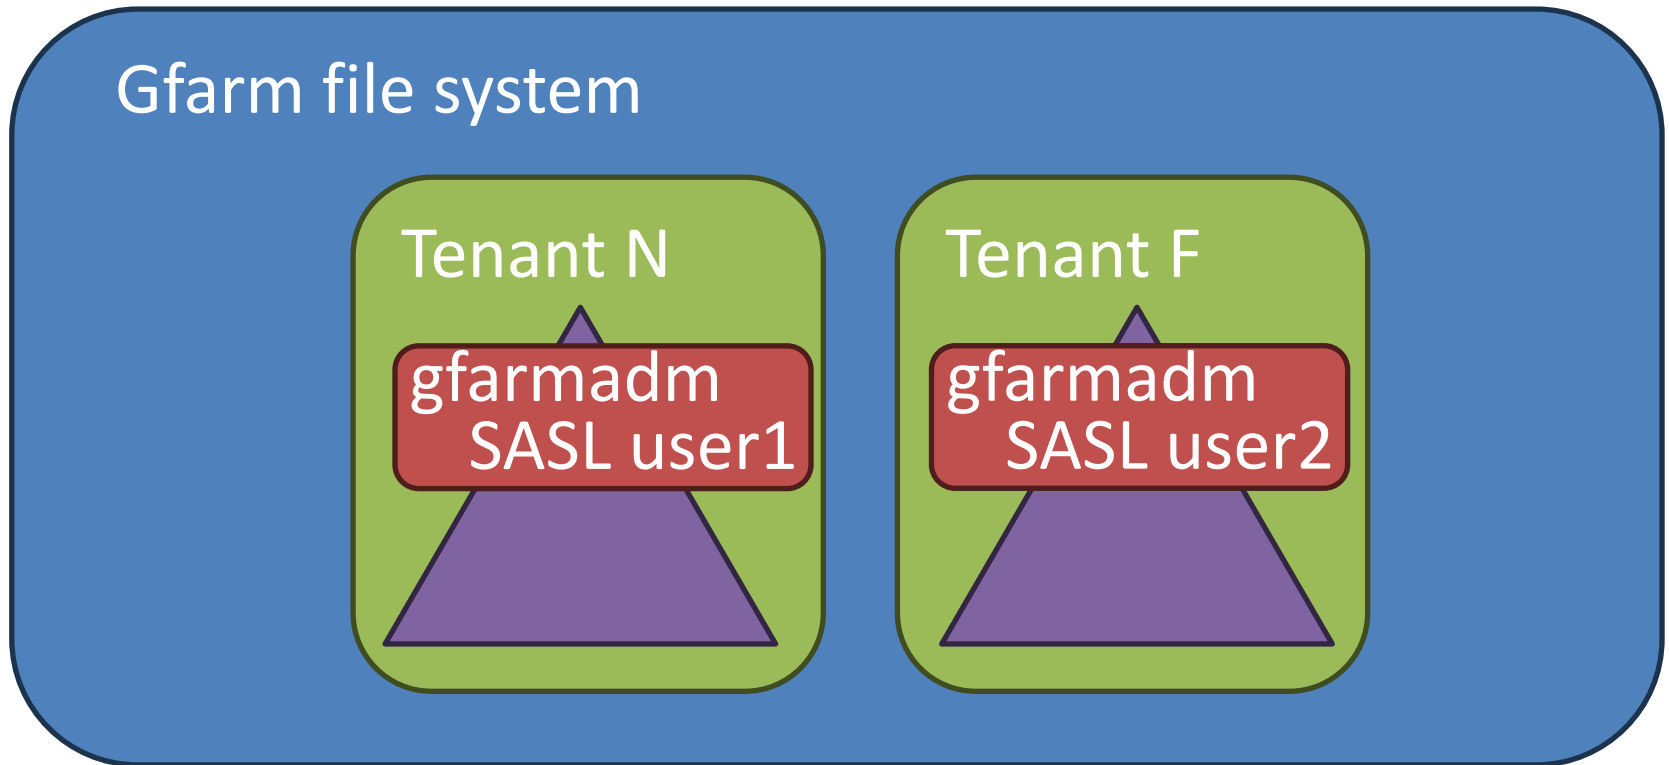 Gfarm file system
Tenant N
gfarmadm
SASL user1
Tenant F
gfarmadm
SASL user2